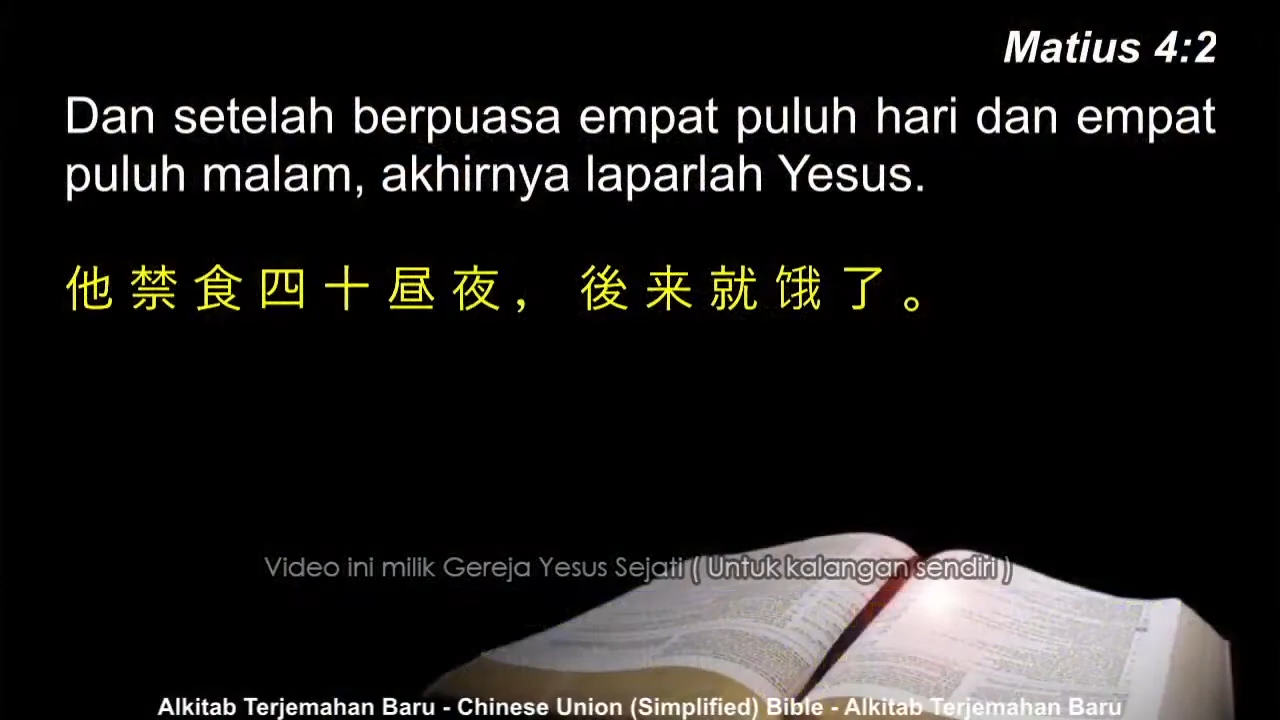 Matius 4:2
Dan setelah berpuasa empat puluh hari dan empat
puluh malam, akhirnya laparlah Yesus.
他禁食四十昼夜， 後来就饿了。
Video ini milik Gereja Yesus Sejati ( Untuk kalangan sendiri )
Alkitab Terjemahan Baru - Chinese Union (Simplified) Bible - Alkitab Terjemahan Baru